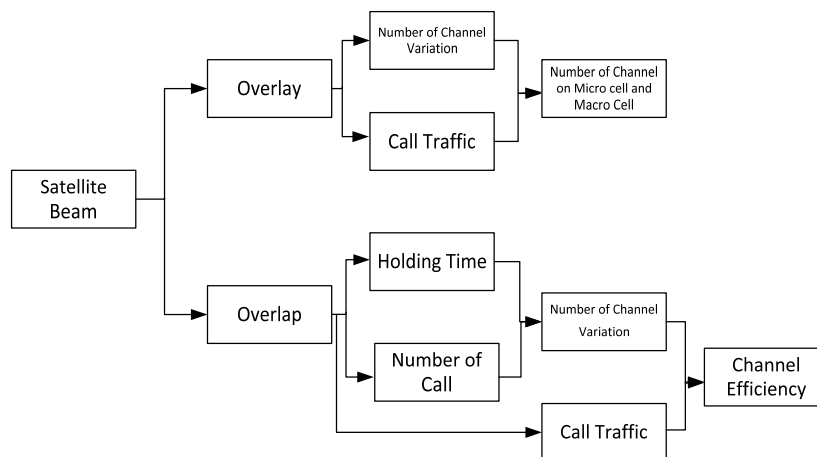 Number of Channel
Variation
Overlay
Number of Channel
on Micro cell and
Macro Cell
Call Traffic
Satellite
Beam
Holding Time
Overlap
Number of Channel
Variation
Number of
Call
Channel
Efficiency
Call Traffic